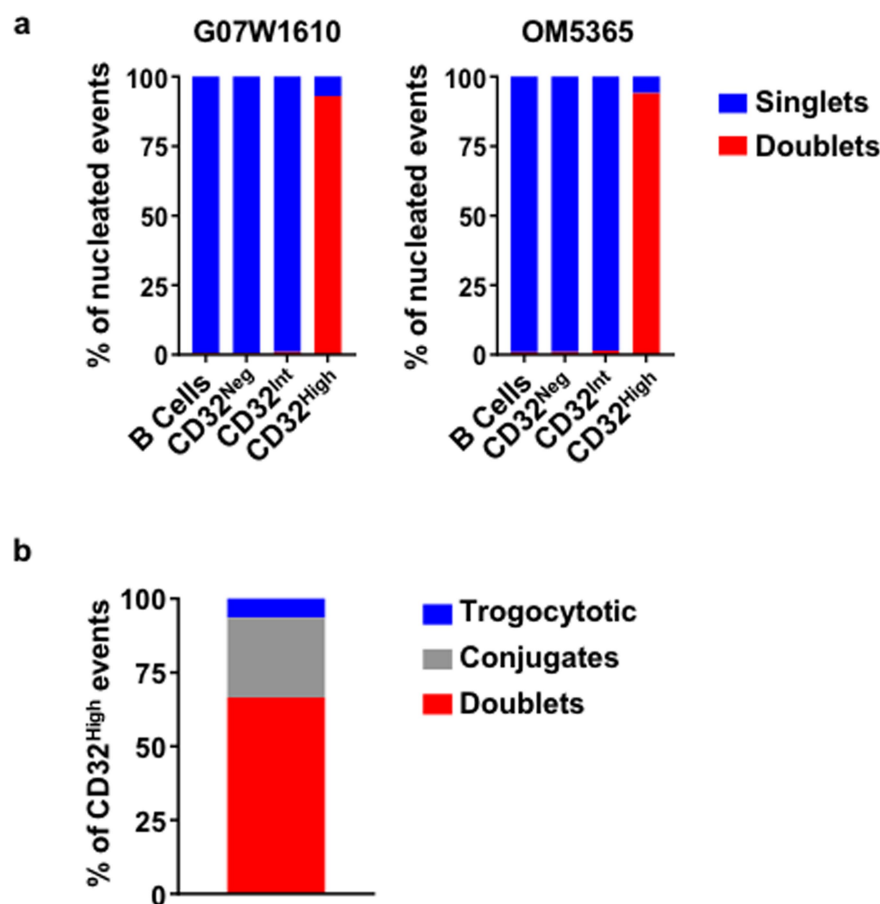 a
G07W1610
OM5365
% of nucleated events
100
75
50
25
0
B Cells
CD32Neg
CD32Int
CD32High
% of nucleated events
100
75
50
25
0
B Cells
CD32Neg
CD32Int
CD32High
Singlets
Doublets
b
% of CD32High events
100
75
50
25
0
Trogocytotic
Conjugates
Doublets